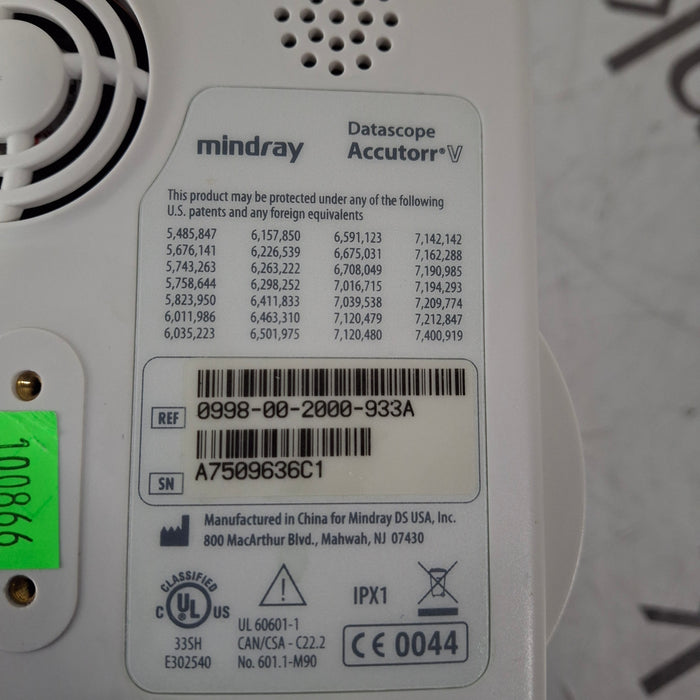 mindray
Datascope
Accutorr® V
This product may be protected under any of the following
U.S. patents and any foreign equivalents
5,485,847 6,157,850 6,591,123 7,142,142
5,676,141 6,226,539 6,675,031 7,162,288
5,743,263 6,263,222 6,708,049 7,190,985
5,758,644 6,298,252 7,016,715 7,194,293
5,823,950 6,411,833 7,039,538 7,209,774
6,011,986 6,463,310 7,120,479 7,212,847
6,035,223 6,501,975 7,120,480 7,400,919
REF 0998-00-2000-933A
SN A7509636C1
Manufactured in China for Mindray DS USA, Inc.
800 MacArthur Blvd., Mahwah, NJ 07430
CLASSIFIED
C UL US
33SH
E302540
UL 60601-1
CAN/CSA - C22.2
No. 601.1-M90
IPX1
CE 0044
100866